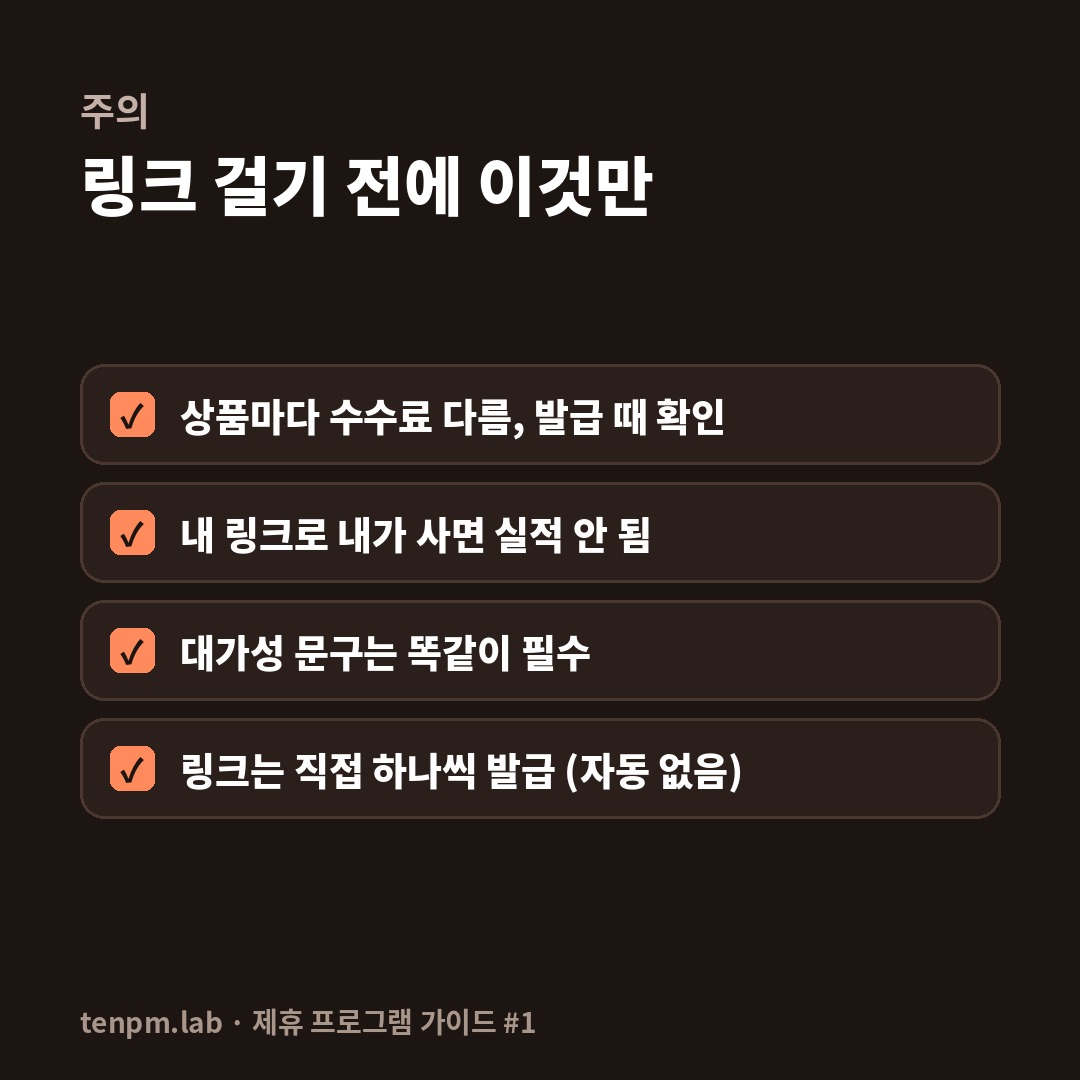 주의
링크 걸기 전에 이것만
✓ 상품마다 수수료 다름, 발급 때 확인
✓ 내 링크로 내가 사면 실적 안 됨
✓ 대가성 문구는 똑같이 필수
✓ 링크는 직접 하나씩 발급 (자동 없음)
tenpm.lab · 제휴 프로그램 가이드 #1